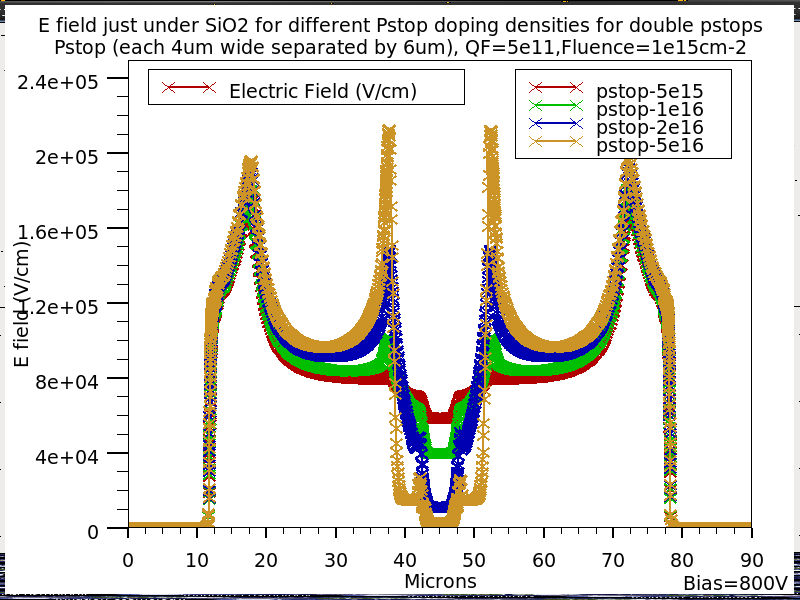 E field just under SiO2 for different Pstop doping densities for double pstops
Pstop (each 4um wide separated by 6um), QF=5e11,Fluence=1e15cm-2
Electric Field (V/cm)
pstop-5e15
pstop-1e16
pstop-2e16
pstop-5e16
2.4e+05
2e+05
1.6e+05
1.2e+05
8e+04
4e+04
0
E field (V/cm)
0 10 20 30 40 50 60 70 80 90
Microns
Bias=800V